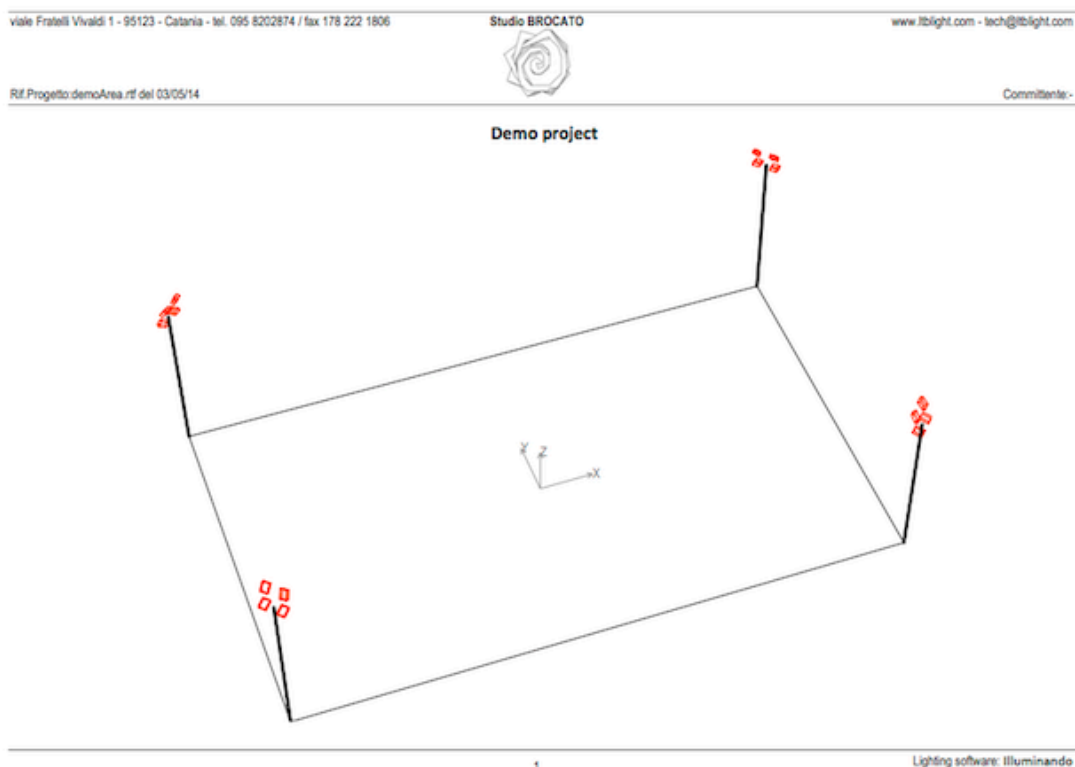 viale Fratelli Vivaldi 1 - 95123 - Catania - tel. 095 8202874 / fax 178 222 1806
Studio BROCATO
www.ltblight.com - tech@ltblight.com
Rif.Progetto:demoArea.rtf del 03/05/14
Committente:-
Demo project
Y
Z
X
1
Lighting software: Illuminando